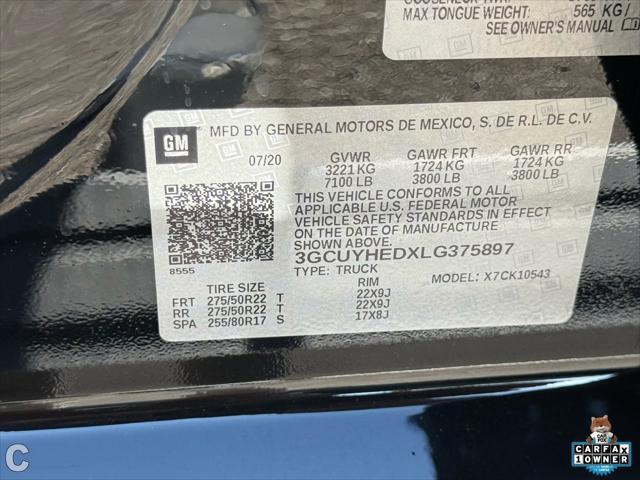 MAX TONGUE WEIGHT: 565 KG /
SEE OWNER'S MANUAL
GM
MFD BY GENERAL MOTORS DE MEXICO, S. DE R.L. DE C.V.
07/20 GVWR GAWR FRT GAWR RR
3221 KG 1724 KG 1724 KG
7100 LB 3800 LB 3800 LB
THIS VEHICLE CONFORMS TO ALL
APPLICABLE U.S. FEDERAL MOTOR
VEHICLE SAFETY STANDARDS IN EFFECT
ON THE DATE OF MANUFACTURE
SHOWN ABOVE.
3GCUYHEDXLG375897
8555
TYPE: TRUCK MODEL: X7CK10543
TIRE SIZE RIM
FRT 275/50R22 T 22X9J
RR 275/50R22 T 22X9J
SPA 255/80R17 S 17X8J
C
CAR FOX
CARFAX
1 OWNER